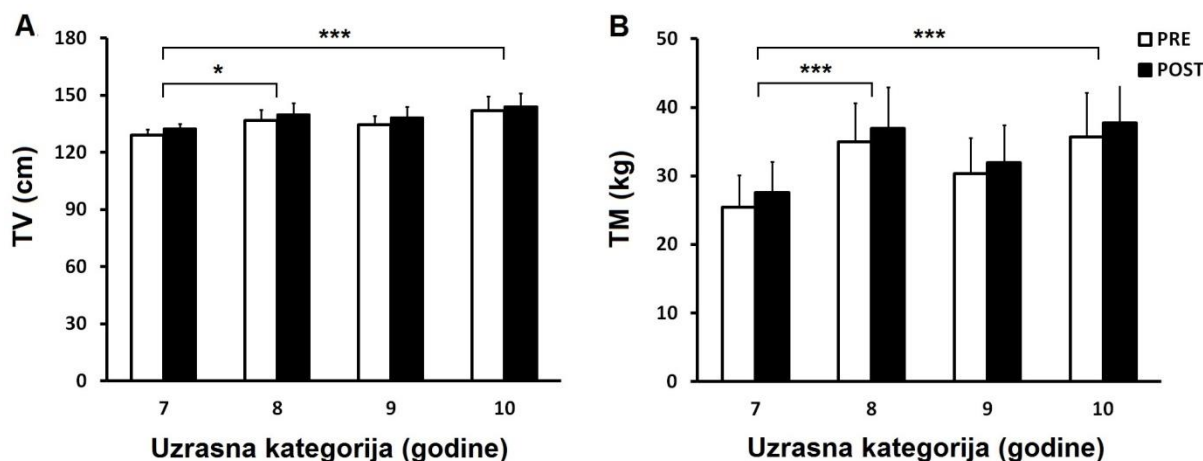 A
180
150
120
90
60
30
0
TV (cm)
***
*
7 8 9 10
Uzrasna kategorija (godine)
B
50
40
30
20
10
0
TM (kg)
***
***
PRE
POST
7 8 9 10
Uzrasna kategorija (godine)